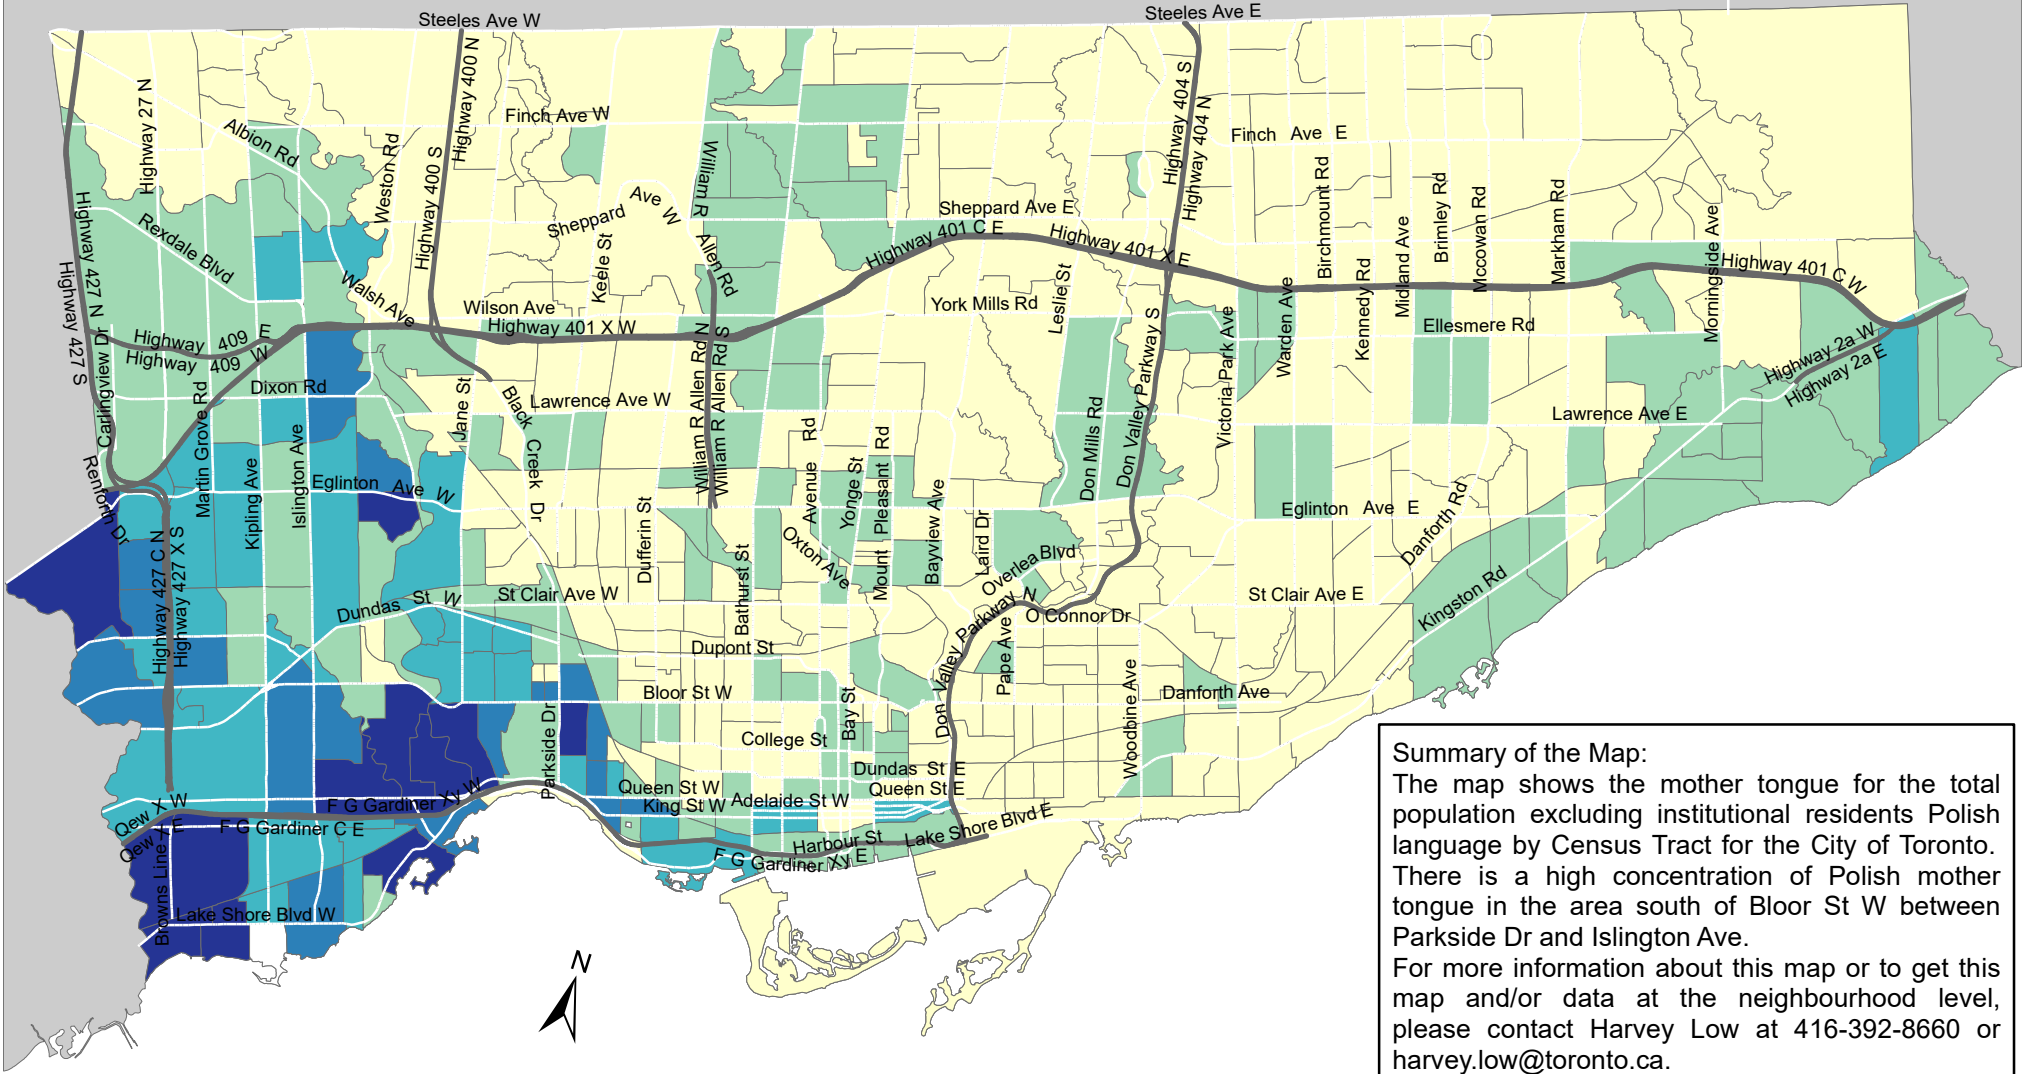 Steeles Ave W
Steeles Ave E
Highway 27 N
Albion Rd
Weston Rd
Highway 400 N
Highway 400 S
Finch Ave W
William R
Allen Rd
Highway 404 S
Highway 404 N
Finch Ave E
Sheppard Ave W
Keele St
Sheppard Ave E
Highway 401 C E
Highway 401 X E
Leslie St
Birchmount Rd
Kennedy Rd
Midland Ave
Brimley Rd
Mccowan Rd
Markham Rd
Morningside Ave
Highway 401 C W
Highway 427 N
Highway 427 S
Rexdale Blvd
Walsh Ave
Wilson Ave
Highway 401 X W
York Mills Rd
Ellesmere Rd
Warden Ave
Victoria Park Ave
Highway 2a W
Highway 2a E
Highway 409 E
Highway 409 W
Carlingview Dr
Martin Grove Rd
Dixon Rd
Jane St
Black Creek Dr
Lawrence Ave W
William R Allen Rd N
William R Allen Rd S
Avenue Rd
Yonge St
Mount Pleasant Rd
Bayview Ave
Don Mills Rd
Don Valley Parkway S
Lawrence Ave E
Renforth Dr
Kipling Ave
Islington Ave
Eglinton Ave W
Dufferin St
Bathurst St
Oxton Ave
Laird Dr
Overlea Blvd
Eglinton Ave E
Danforth Rd
Kingston Rd
Highway 427 C N
Highway 427 X S
Dundas St W
St Clair Ave W
Don Valley Parkway N
O Connor Dr
St Clair Ave E
Pape Ave
Dupont St
Bloor St W
Bay St
Woodbine Ave
Danforth Ave
Parkside Dr
College St
Dundas St E
Queen St E
Queen St W
King St W
Adelaide St W
Qew X W
Qew X E
F G Gardiner Xy W
F G Gardiner C E
Browns Line
Lake Shore Blvd W
F G Gardiner Xy E
Harbour St
Lake Shore Blvd E
N
Summary of the Map:
The map shows the mother tongue for the total
population excluding institutional residents Polish
language by Census Tract for the City of Toronto.
There is a high concentration of Polish mother
tongue in the area south of Bloor St W between
Parkside Dr and Islington Ave.
For more information about this map or to get this
map and/or data at the neighbourhood level,
please contact Harvey Low at 416-392-8660 or
harvey.low@toronto.ca.